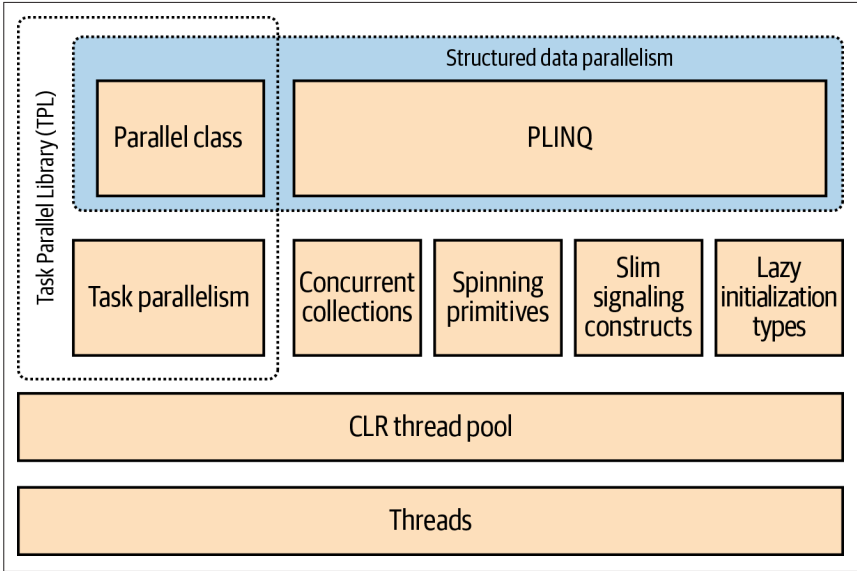 Structured data parallelism
Task Parallel Library (TPL)
Parallel class
PLINQ
Task parallelism
Concurrent
collections
Spinning
primitives
Slim
signaling
constructs
Lazy
initialization
types
CLR thread pool
Threads